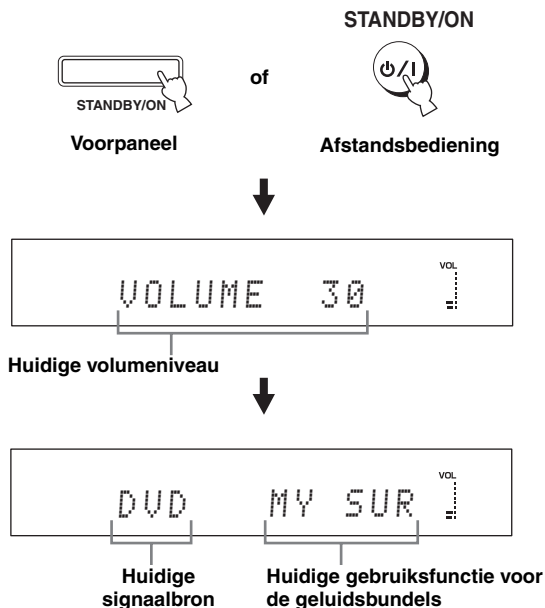 STANDBY/ON
STANDBY/ON
of
Voorpaneel
Afstandsbediening
VOLUME 30
VOL
Huidige volumeniveau
DVD MY SUR
VOL
Huidige
signaalbron
Huidige gebruiksfunctie voor
de geluidsbundels